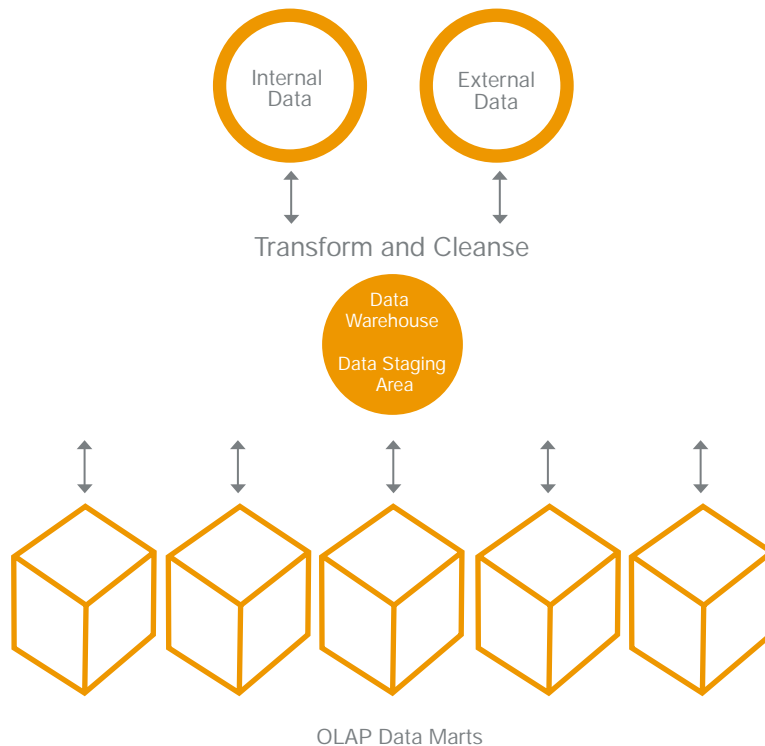 Internal
Data
External
Data
Transform and Cleanse
Data
Warehouse
Data Staging
Area
OLAP Data Marts